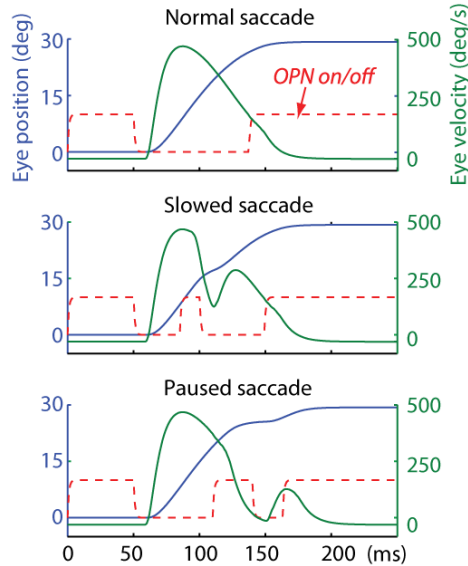 Normal saccade
Eye position (deg)
30
15
0
OPN on/off
500
250
0
Eye velocity (deg/s)
Slowed saccade
30
15
0
500
250
0
Paused saccade
30
15
0
500
250
0
0 50 100 150 200 (ms)